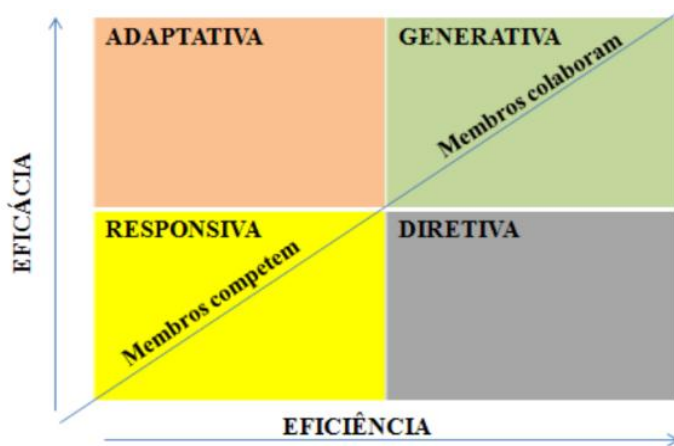 ADAPTATIVA
GENERATIVA
Membros colaboram
EFICÁCIA
RESPONSIVA
DIRETIVA
Membros competem
EFICIÊNCIA